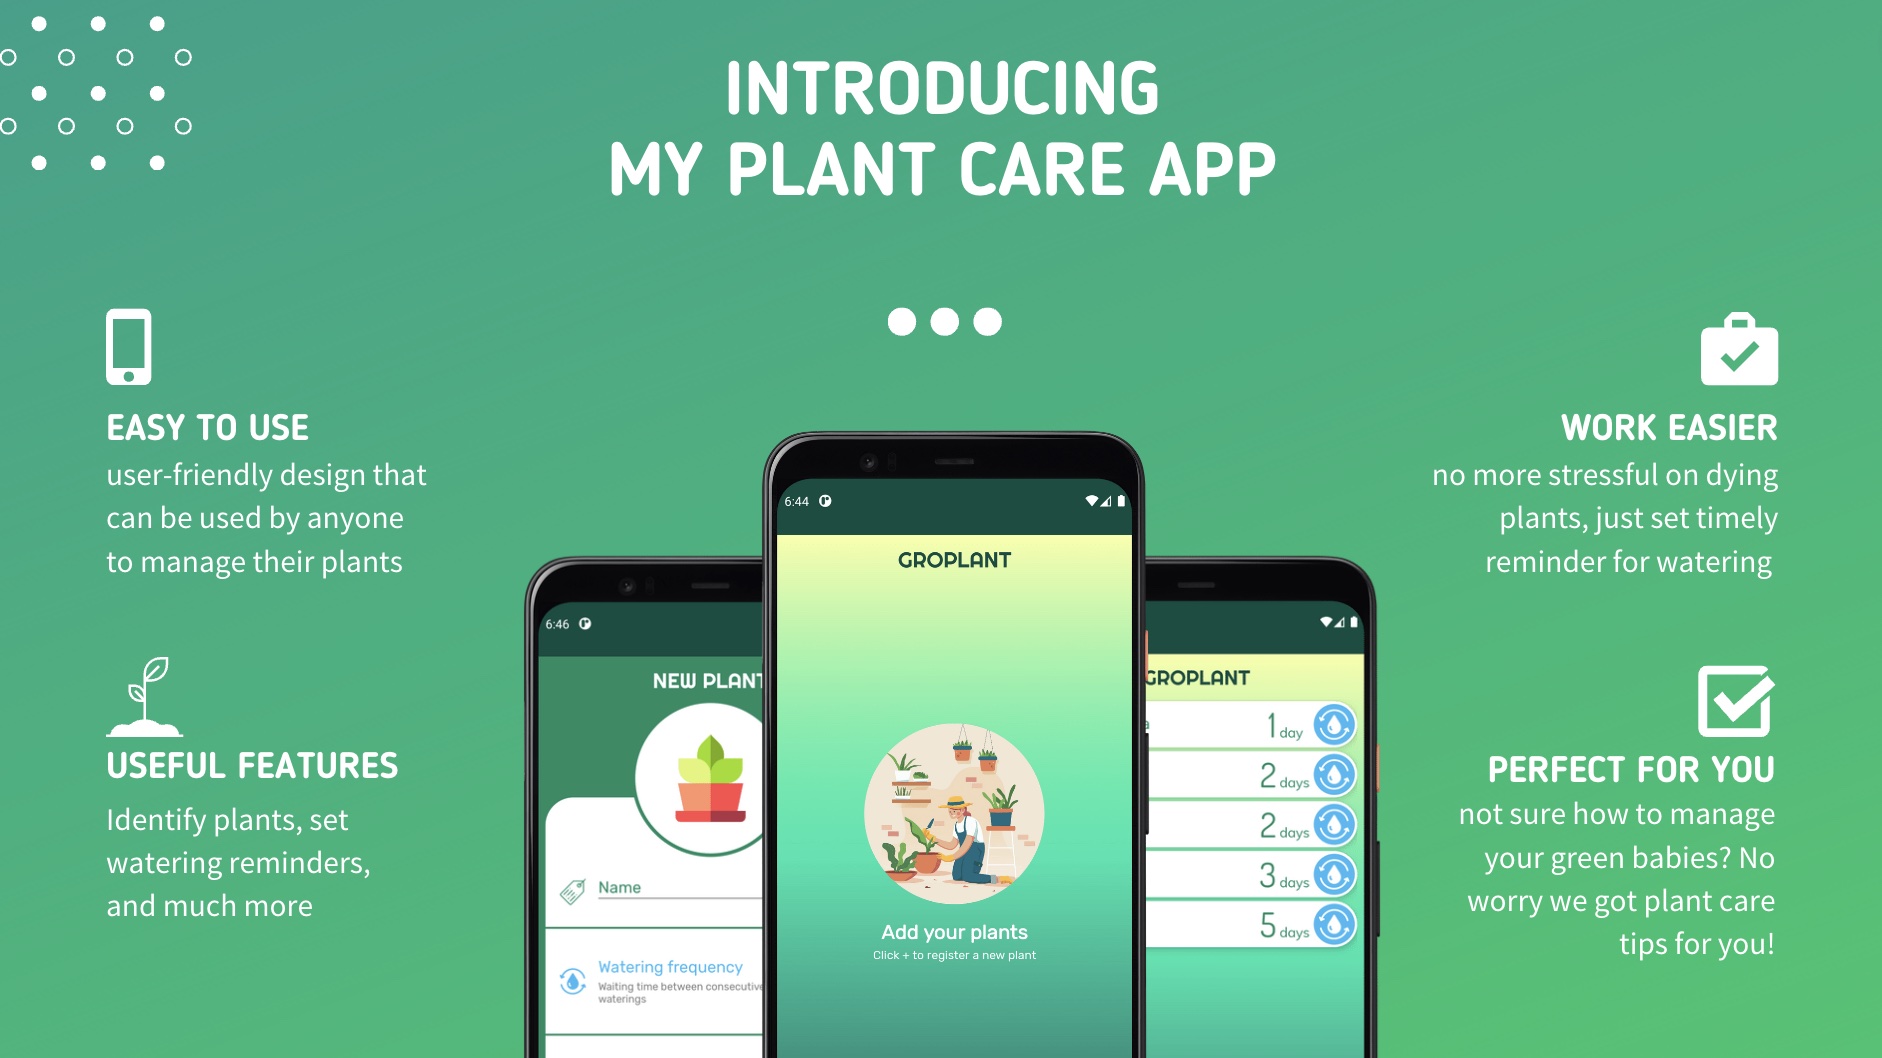 INTRODUCING
MY PLANT CARE APP
EASY TO USE
user-friendly design that
can be used by anyone
to manage their plants
USEFUL FEATURES
Identify plants, set
watering reminders,
and much more
6:46
NEW PLANT
Name
Watering frequency
Waiting time between consecutive
waterings
6:44
GROPLANT
Add your plants
Click + to register a new plant
GROPLANT
a
1 day
2 days
2 days
3 days
5 days
WORK EASIER
no more stressful on dying
plants, just set timely
reminder for watering
PERFECT FOR YOU
not sure how to manage
your green babies? No
worry we got plant care
tips for you!